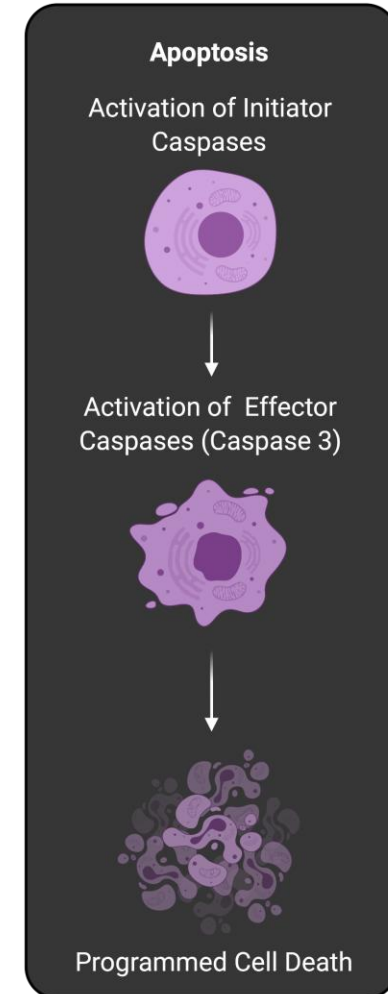 Apoptosis
Activation of Initiator
Caspases
Activation of Effector
Caspases (Caspase 3)
Programmed Cell Death